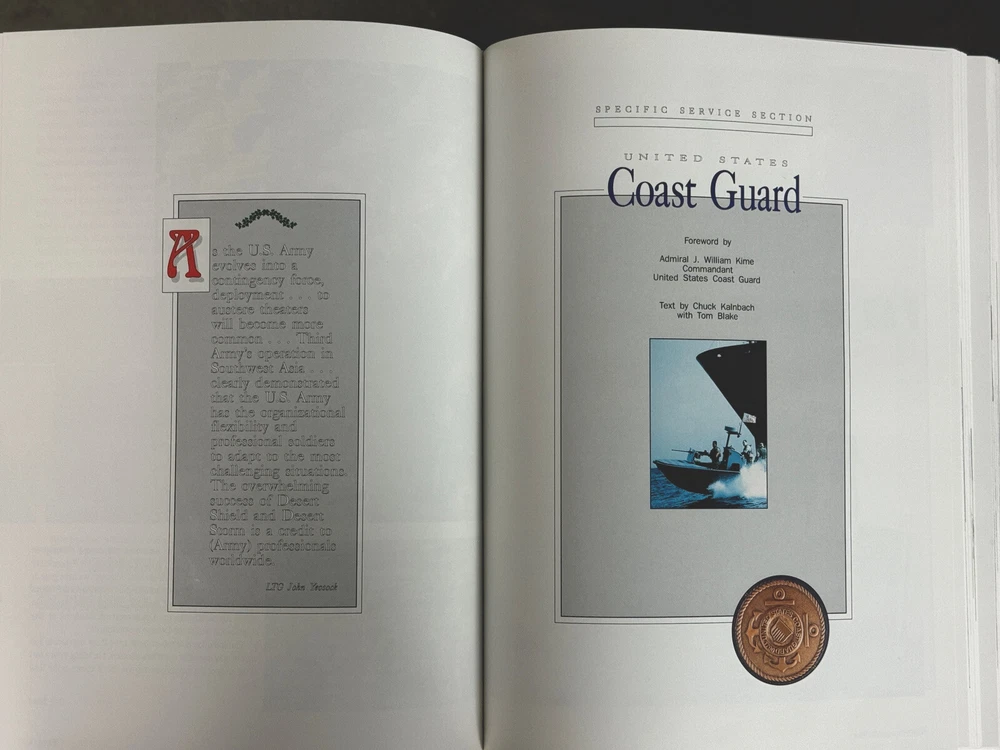 As the U.S. Army
evolves into a
contingency force,
deployment . . . to
austere theaters
will become more
common . . . Third
Army's operation in
Southwest Asia . . .
clearly demonstrated
that the U.S. Army
has the organizational
flexibility and
professional soldiers
to adapt to the most
challenging situations.
The overwhelming
success of Desert
Shield and Desert
Storm is a credit to
(Army) professionals
worldwide.
LTG John Yeosock
SPECIFIC SERVICE SECTION
UNITED STATES
Coast Guard
Foreword by
Admiral J. William Kime
Commandant
United States Coast Guard
Text by Chuck Kalnbach
with Tom Blake